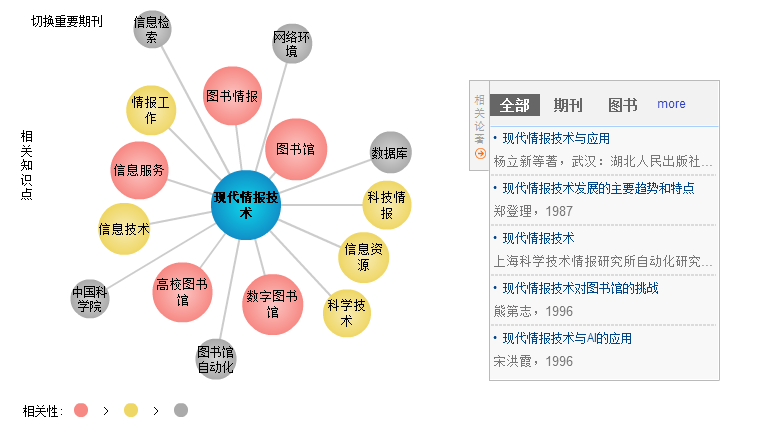 切换重要期刊
信息检
索
网络环
境
图书情报
情报工
作
图书馆
数据库
信息服务
现代情报技
术
科技情
报
信息技术
信息资
源
高校图书
馆
数字图书
馆
中国科
学院
科学技
术
图书馆
自动化
相关知识点
相关性: > >
相关论著
全部 期刊 图书 more
• 现代情报技术与应用
杨立新等著，武汉：湖北人民出版社...
• 现代情报技术发展的主要趋势和特点
郑登理，1987
• 现代情报技术
上海科学技术情报研究所自动化研究...
• 现代情报技术对图书馆的挑战
熊第志，1996
• 现代情报技术与AI的应用
宋洪霞，1996